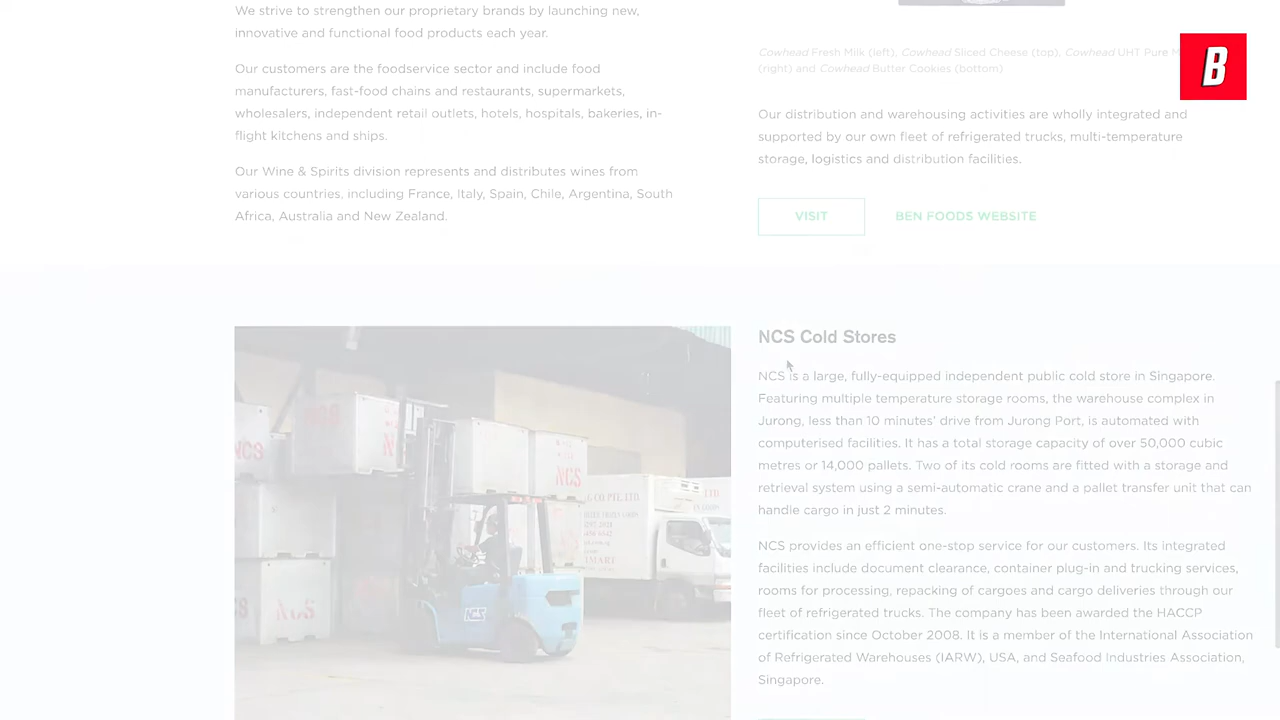 We strive to strengthen our proprietary brands by launching new,
innovative and functional food products each year.
Our customers are the foodservice sector and include food
manufacturers, fast-food chains and restaurants, supermarkets,
wholesalers, independent retail outlets, hotels, hospitals, bakeries, in-
flight kitchens and ships.
Our Wine & Spirits division represents and distributes wines from
various countries, including France, Italy, Spain, Chile, Argentina, South
Africa, Australia and New Zealand.
Cowhead Fresh Milk (left), Cowhead Sliced Cheese (top), Cowhead UHT Pure
(right) and Cowhead Butter Cookies (bottom)
B
Our distribution and warehousing activities are wholly integrated and
supported by our own fleet of refrigerated trucks, multi-temperature
storage, logistics and distribution facilities.
VISIT
BEN FOODS WEBSITE
NCS
NCS
NCS
NCS Cold Stores
NCS is a large, fully-equipped independent public cold store in Singapore.
Featuring multiple temperature storage rooms, the warehouse complex in
Jurong, less than 10 minutes' drive from Jurong Port, is automated with
computerised facilities. It has a total storage capacity of over 50,000 cubic
metres or 14,000 pallets. Two of its cold rooms are fitted with a storage and
retrieval system using a semi-automatic crane and a pallet transfer unit that can
handle cargo in just 2 minutes.
NCS provides an efficient one-stop service for our customers. Its integrated
facilities include document clearance, container plug-in and trucking services,
rooms for processing, repacking of cargoes and cargo deliveries through our
fleet of refrigerated trucks. The company has been awarded the HACCP
certification since October 2008. It is a member of the International Association
of Refrigerated Warehouses (IARW), USA, and Seafood Industries Association,
Singapore.